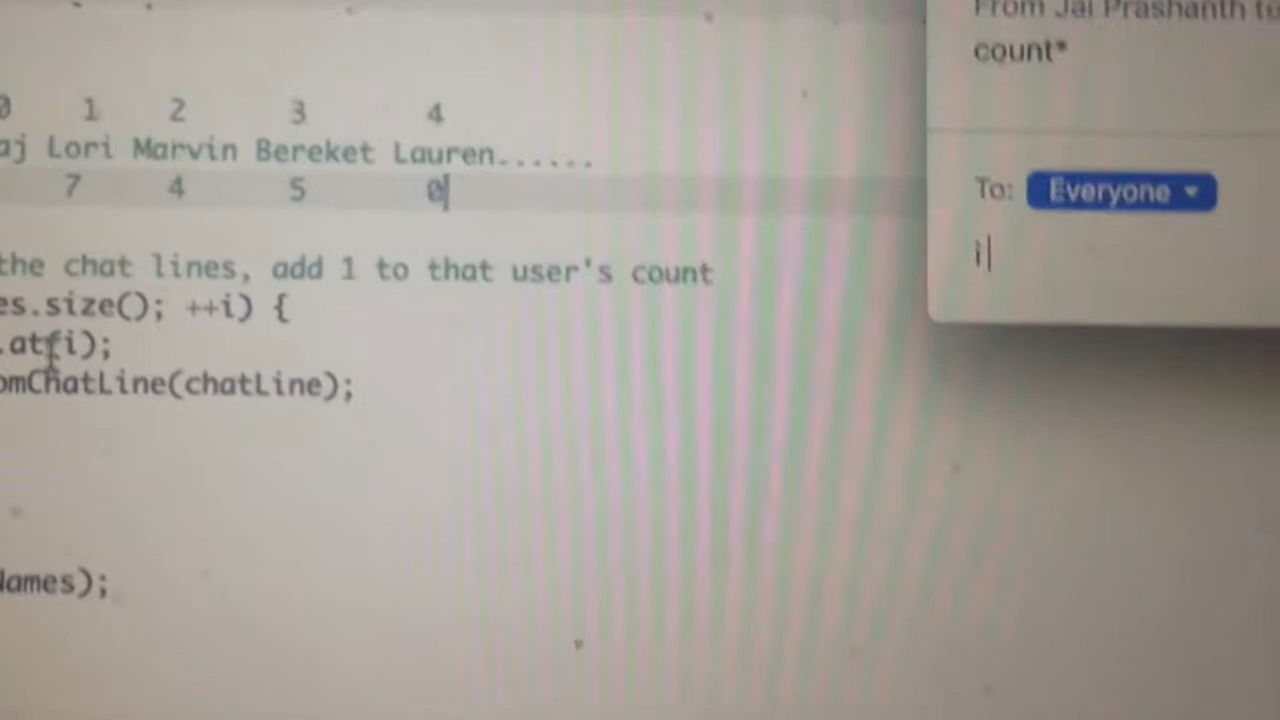 0 1 2 3 4
aj Lori Marvin Bereket Lauren......
7 4 5 0
the chat lines, add 1 to that user's count
es.size(); ++i) {
.at(i);
omChatLine(chatLine);
Names);
From Jai Prashanth to
count*
To: Everyone
i